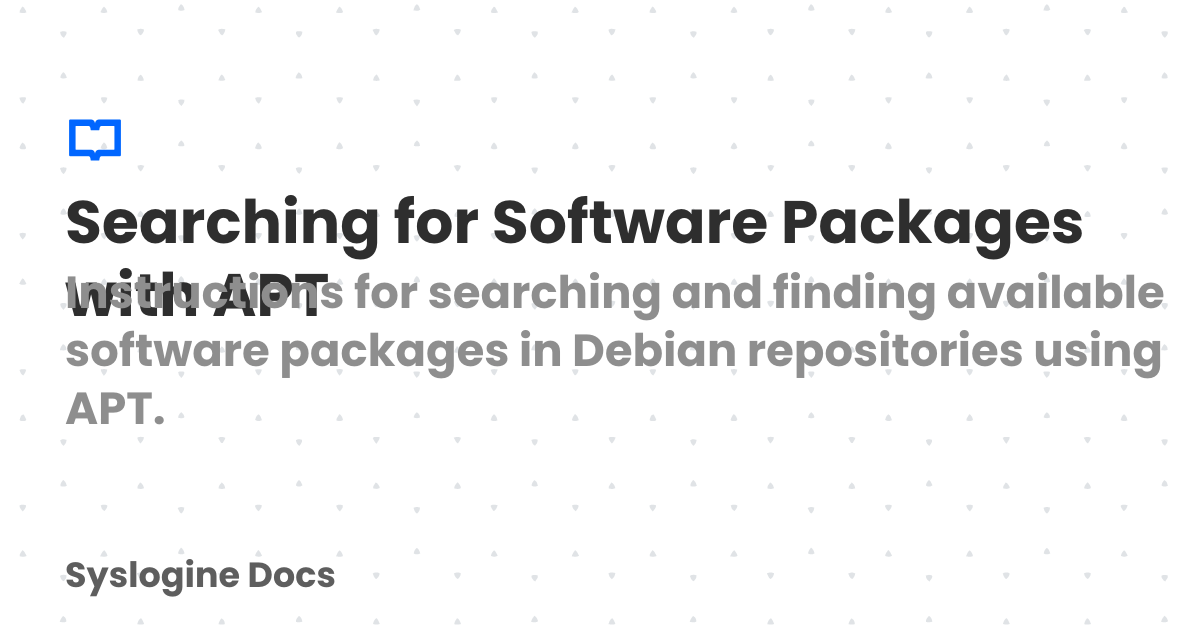 Searching for Software Packages
with APT
Instructions for searching and finding available
software packages in Debian repositories using
APT.
Syslogine Docs